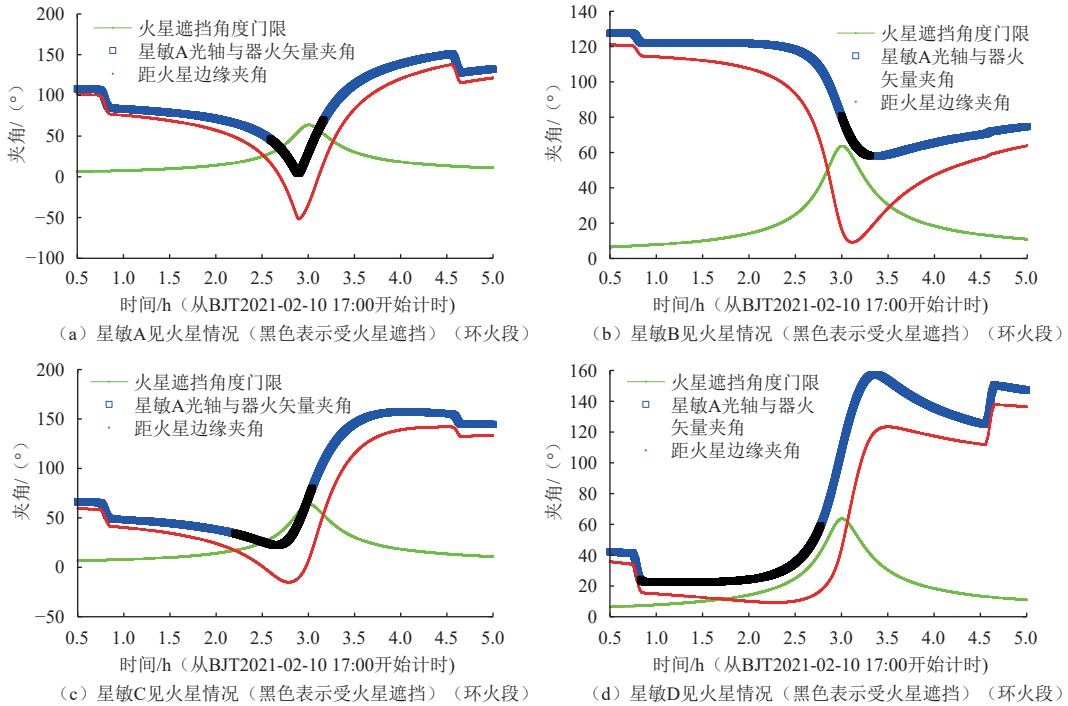 火星遮挡角度门限
星敏A光轴与器火矢量夹角
距火星边缘夹角
200
150
100
50
0
−50
−100
夹角/（°）
0.5 1.0 1.5 2.0 2.5 3.0 3.5 4.0 4.5 5.0
时间/h（从BJT2021-02-10 17:00开始计时)
（a）星敏A见火星情况（黑色表示受火星遮挡）（环火段）
火星遮挡角度门限
星敏A光轴与器火
矢量夹角
距火星边缘夹角
140
120
100
80
60
40
20
0
夹角/（°）
0.5 1.0 1.5 2.0 2.5 3.0 3.5 4.0 4.5 5.0
时间/h（从BJT2021-02-10 17:00开始计时)
（b）星敏B见火星情况（黑色表示受火星遮挡）（环火段）
火星遮挡角度门限
星敏A光轴与器火矢量夹角
距火星边缘夹角
200
150
100
50
0
−50
夹角/（°）
0.5 1.0 1.5 2.0 2.5 3.0 3.5 4.0 4.5 5.0
时间/h（从BJT2021-02-10 17:00开始计时)
（c）星敏C见火星情况（黑色表示受火星遮挡）（环火段）
火星遮挡角度门限
星敏A光轴与器火
矢量夹角
距火星边缘夹角
160
140
120
100
80
60
40
20
0
夹角/（°）
0.5 1.0 1.5 2.0 2.5 3.0 3.5 4.0 4.5 5.0
时间/h（从BJT2021-02-10 17:00开始计时)
（d）星敏D见火星情况（黑色表示受火星遮挡）（环火段）